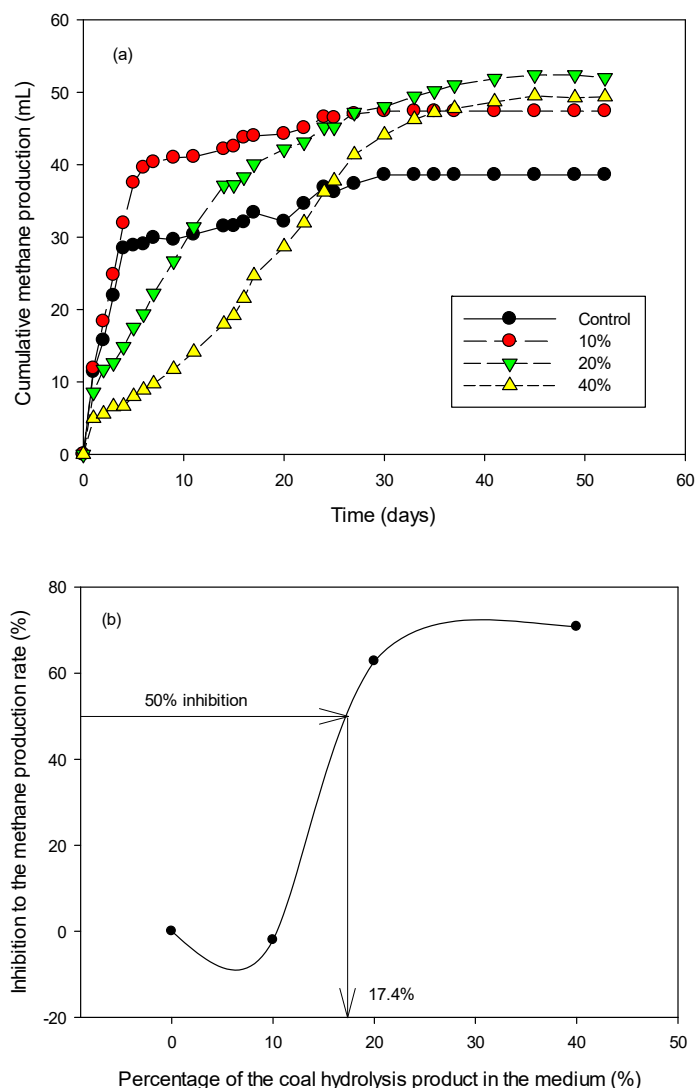 (a)
Cumulative methane production (mL)
60
50
40
30
20
10
0
Control
10%
20%
40%
0 10 20 30 40 50 60
Time (days)
(b)
Inhibition to the methane production rate (%)
80
60
40
20
0
-20
50% inhibition
17.4%
0 10 20 30 40 50
Percentage of the coal hydrolysis product in the medium (%)